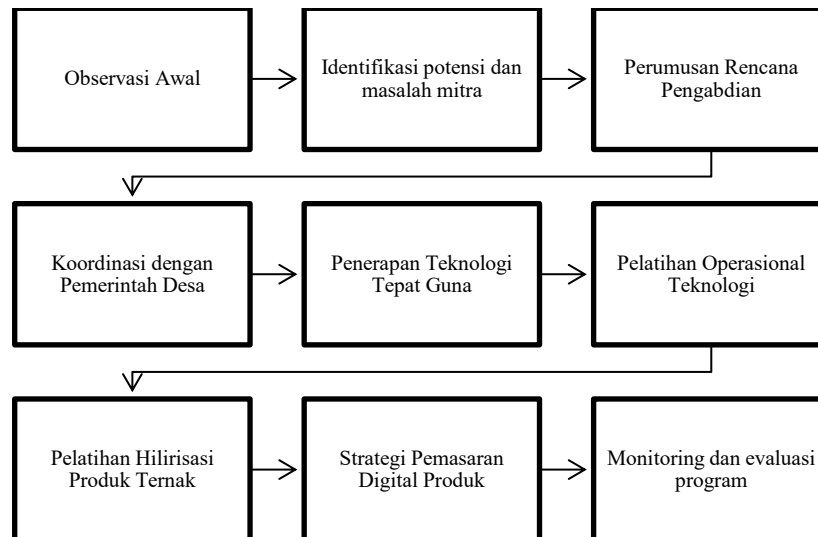 Observasi Awal
Identifikasi potensi dan
masalah mitra
Perumusan Rencana
Pengabdian
Koordinasi dengan
Pemerintah Desa
Penerapan Teknologi
Tepat Guna
Pelatihan Operasional
Teknologi
Pelatihan Hilirisasi
Produk Ternak
Strategi Pemasaran
Digital Produk
Monitoring dan evaluasi
program